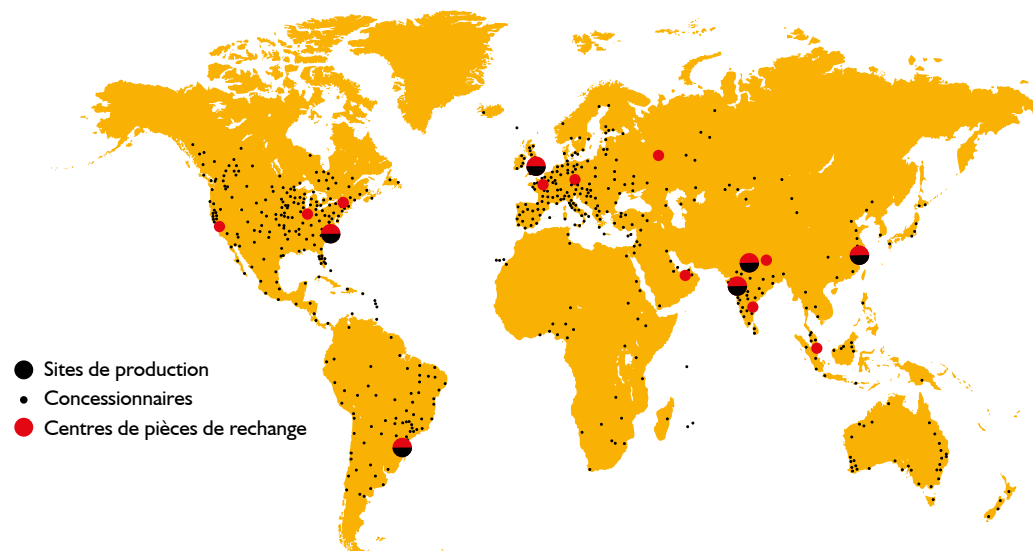 Sites de production
Concessionnaires
Centres de pièces de rechange